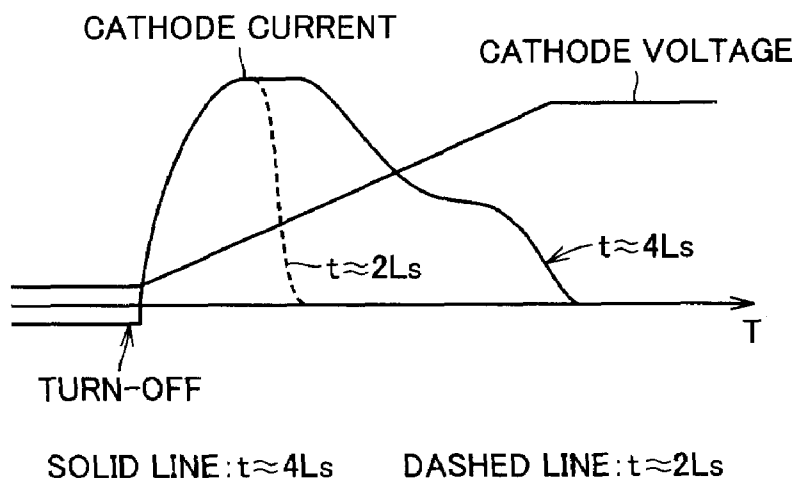 CATHODE CURRENT
CATHODE VOLTAGE
t≈2Ls
t≈4Ls
T
TURN-OFF
SOLID LINE:t≈4Ls DASHED LINE:t≈2Ls